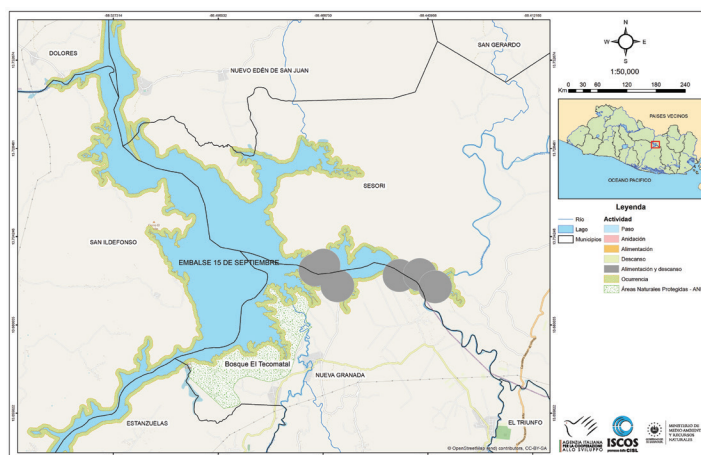 DOLORES
SAN GERARDO
NUEVO EDÉN DE SAN JUAN
SESORI
SAN ILDEFONSO
EMBALSE 15 DE SEPTIEMBRE
Bosque El Tecomatal
NUEVA GRANADA
ESTANZUELAS
EL TRIUNFO
© OpenStreetMap (and) contributors, CC-BY-SA
N
W
E
S
1:50,000
Km 0 30 60 120 180 240
PAISES VECINOS
OCEANO PACIFICO
Leyenda
Río
Lago
Municipios
Actividad
Paso
Anidación
Alimentación
Descanso
Alimentación y descanso
Ocurrencia
Áreas Naturales Protegidas - ANP
AGENZIA ITALIANA
PER LA COOPERAZIONE
ALLO SVILUPPO
ISCOS
MINISTERIO DE
MEDIO AMBIENTE
Y RECURSOS
NATURALES